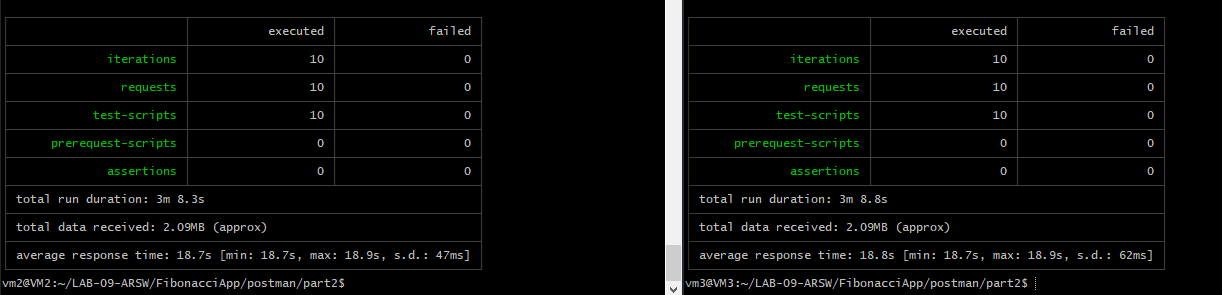 executed failed
iterations 10 0
requests 10 0
test-scripts 10 0
prerequest-scripts 0 0
assertions 0 0
total run duration: 3m 8.3s
total data received: 2.09MB (approx)
average response time: 18.7s [min: 18.7s, max: 18.9s, s.d.: 47ms]
vm2@VM2:~/LAB-09-ARSW/FibonacciApp/postman/part2$
executed failed
iterations 10 0
requests 10 0
test-scripts 10 0
prerequest-scripts 0 0
assertions 0 0
total run duration: 3m 8.8s
total data received: 2.09MB (approx)
average response time: 18.8s [min: 18.7s, max: 18.9s, s.d.: 62ms]
vm3@VM3:~/LAB-09-ARSW/FibonacciApp/postman/part2$